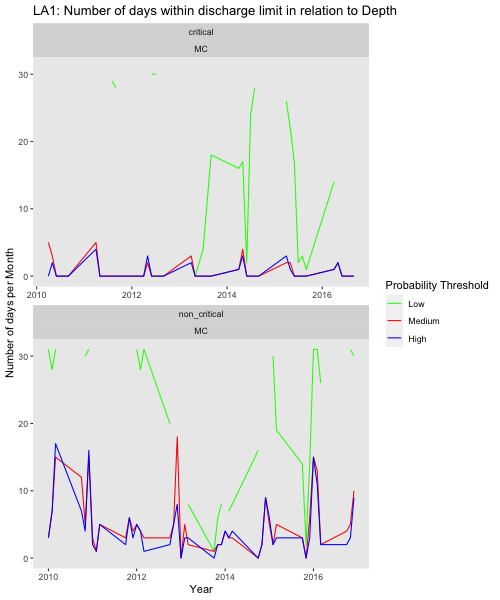 LA1: Number of days within discharge limit in relation to Depth
critical
MC
30
20
10
0
2010 2012 2014 2016
non_critical
MC
30
20
10
0
2010 2012 2014 2016
Number of days per Month
Year
Probability Threshold
Low
Medium
High